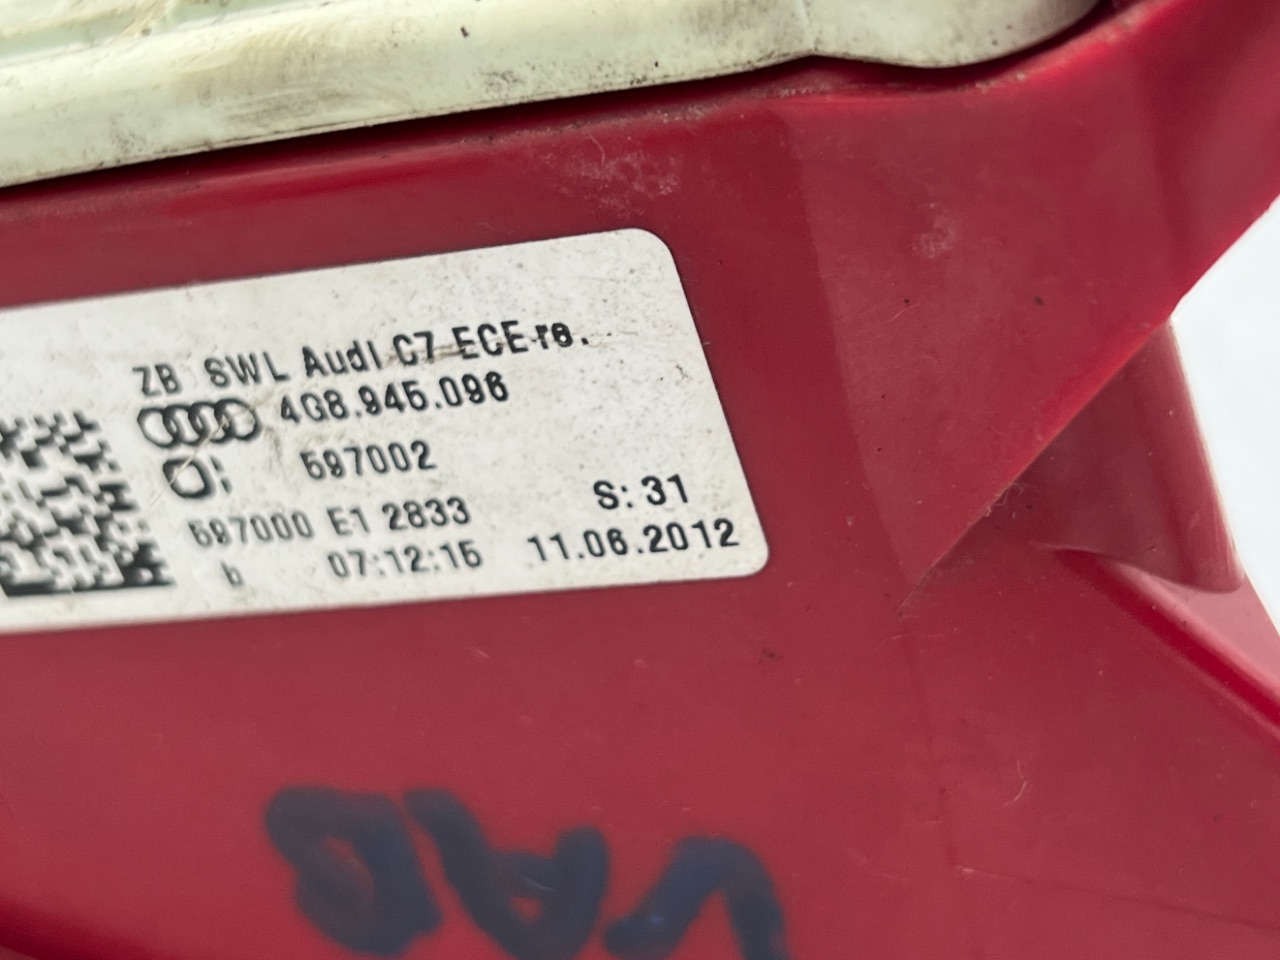 ZB SWL Audi C7 ECE re.
4G8.945.096
597002
S: 31
597000 E1 2833
b 07:12:15 11.06.2012